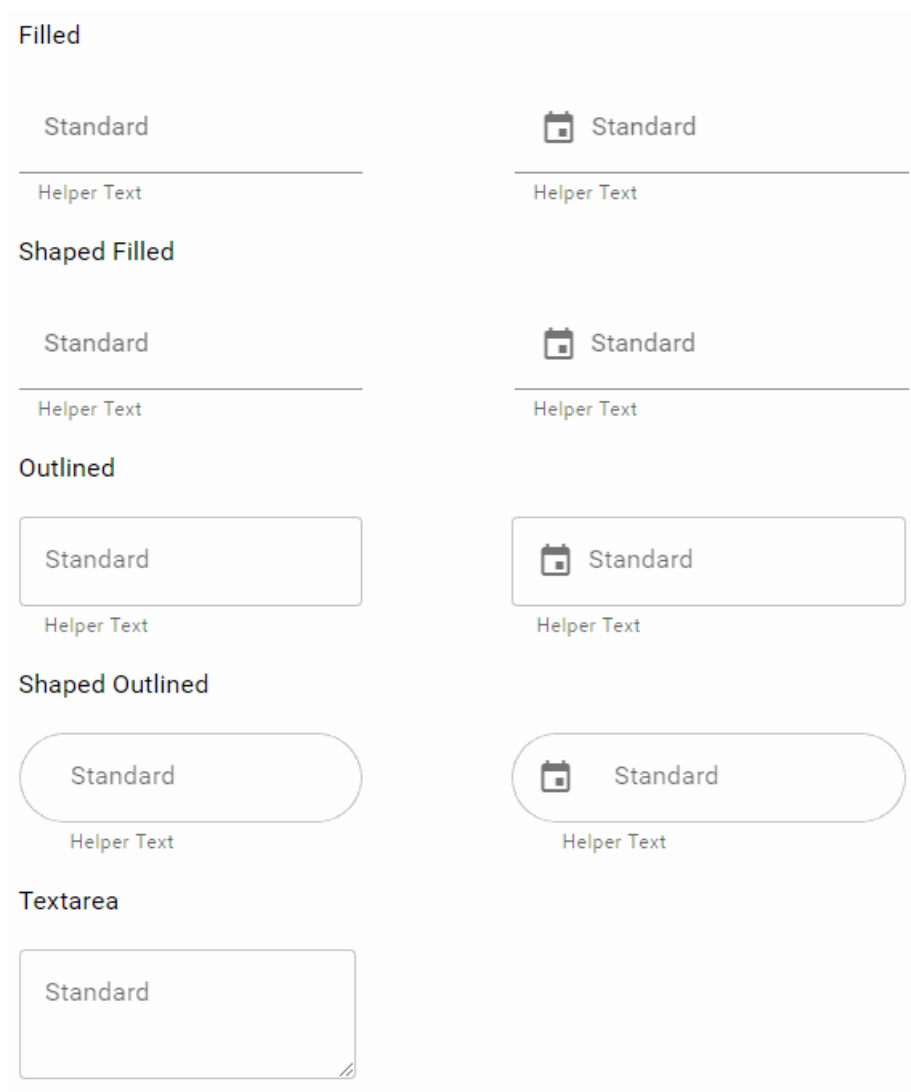 Filled
Standard Standard
Helper Text Helper Text
Shaped Filled
Standard Standard
Helper Text Helper Text
Outlined
Standard Standard
Helper Text Helper Text
Shaped Outlined
Standard Standard
Helper Text Helper Text
Textarea
Standard